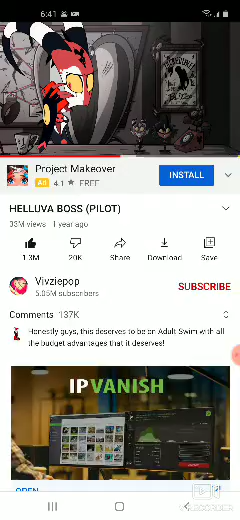 6:41
Project Makeover
Ad 4.1 ★ FREE
INSTALL
HELLUVA BOSS (PILOT)
33M views · 1 year ago
1.3M
20K
Share
Download
Save
Vivziepop
5.05M subscribers
SUBSCRIBE
Comments 137K
Honestly guys, this deserves to be on Adult Swim with all
the budget advantages that it deserves!
IPVANISH
OPEN